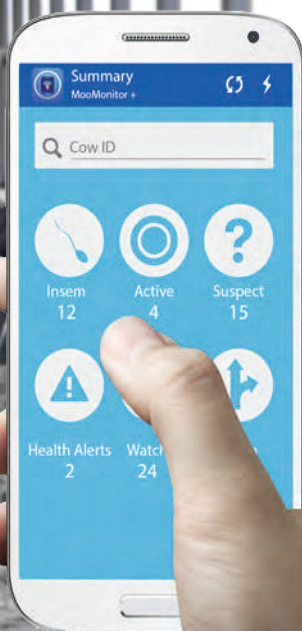 Summary
MooMonitor +
Cow ID
Insem
12
Active
4
Suspect
15
?
Health Alerts
2
24